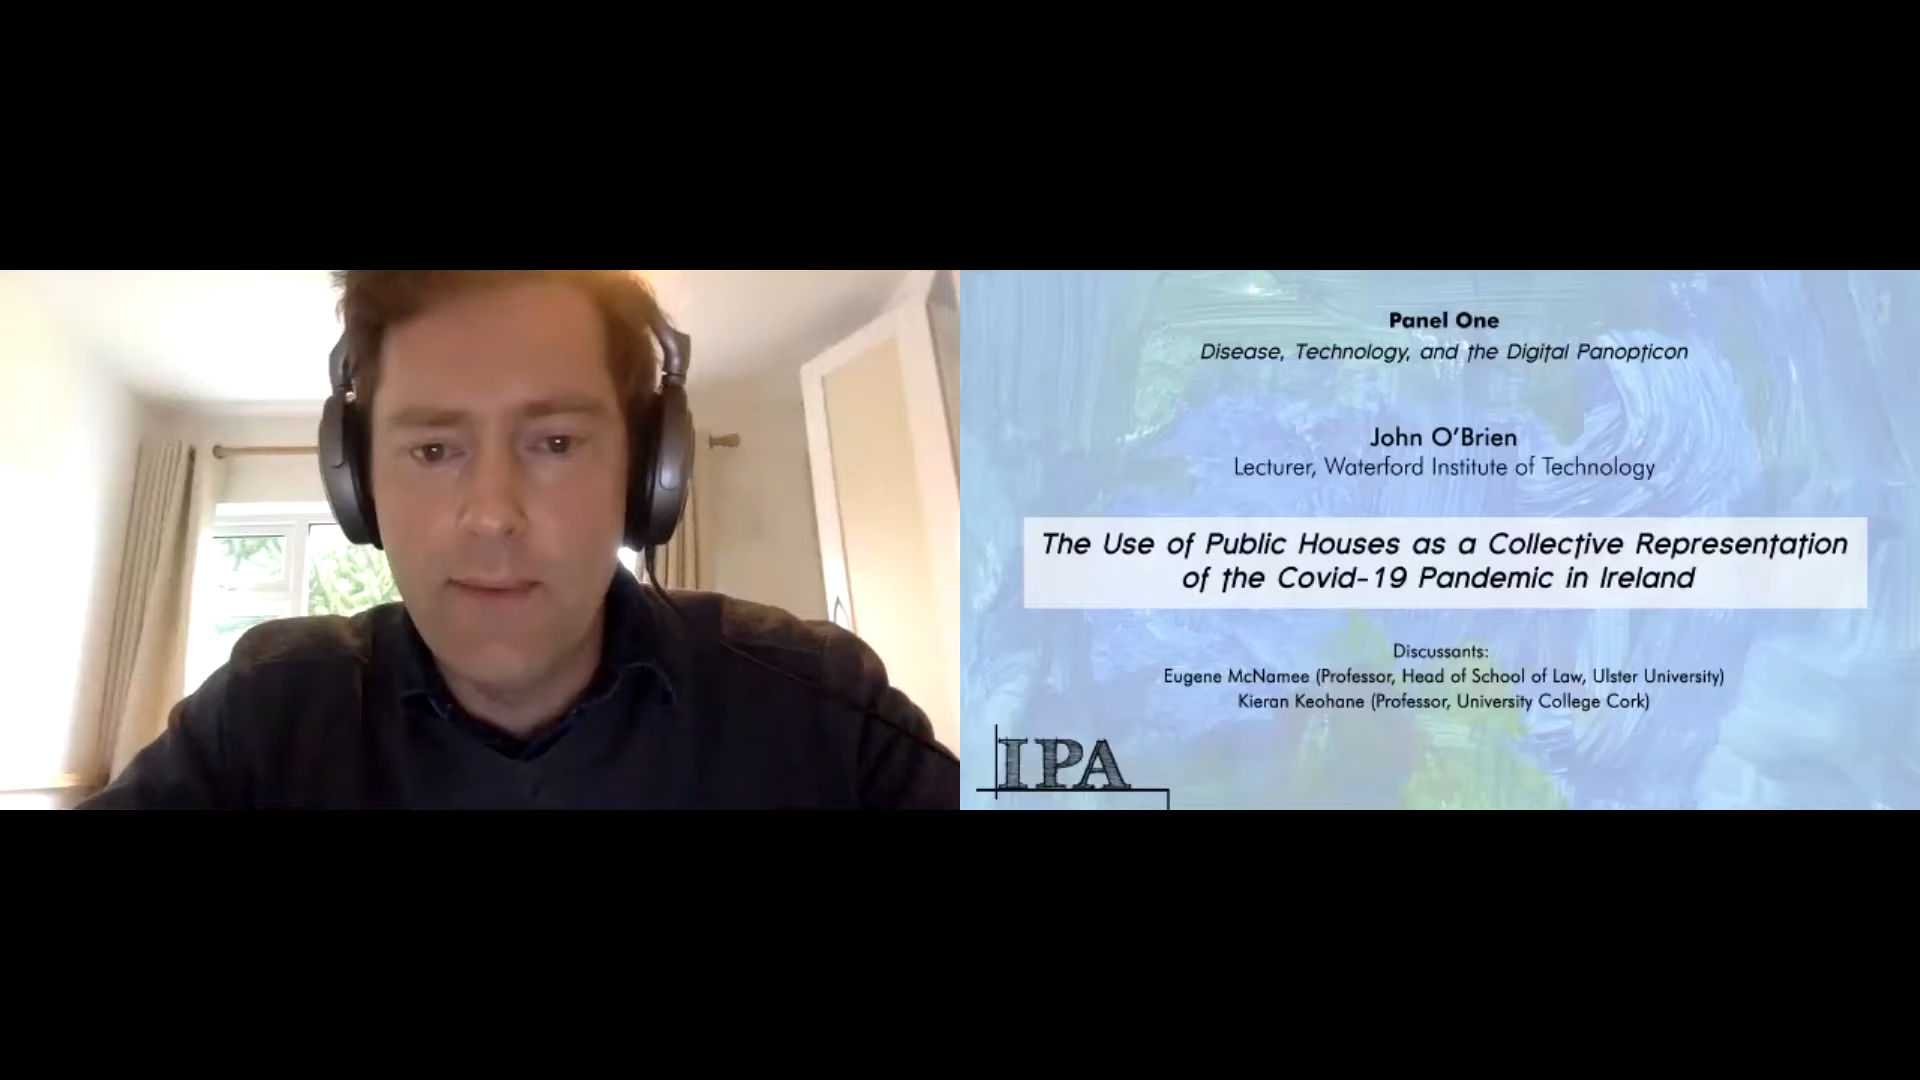 Panel One
Disease, Technology, and the Digital Panopticon
John O'Brien
Lecturer, Waterford Institute of Technology
The Use of Public Houses as a Collective Representation
of the Covid-19 Pandemic in Ireland
Discussants:
Eugene McNamee (Professor, Head of School of Law, Ulster University)
Kieran Keohane (Professor, University College Cork)
IPA